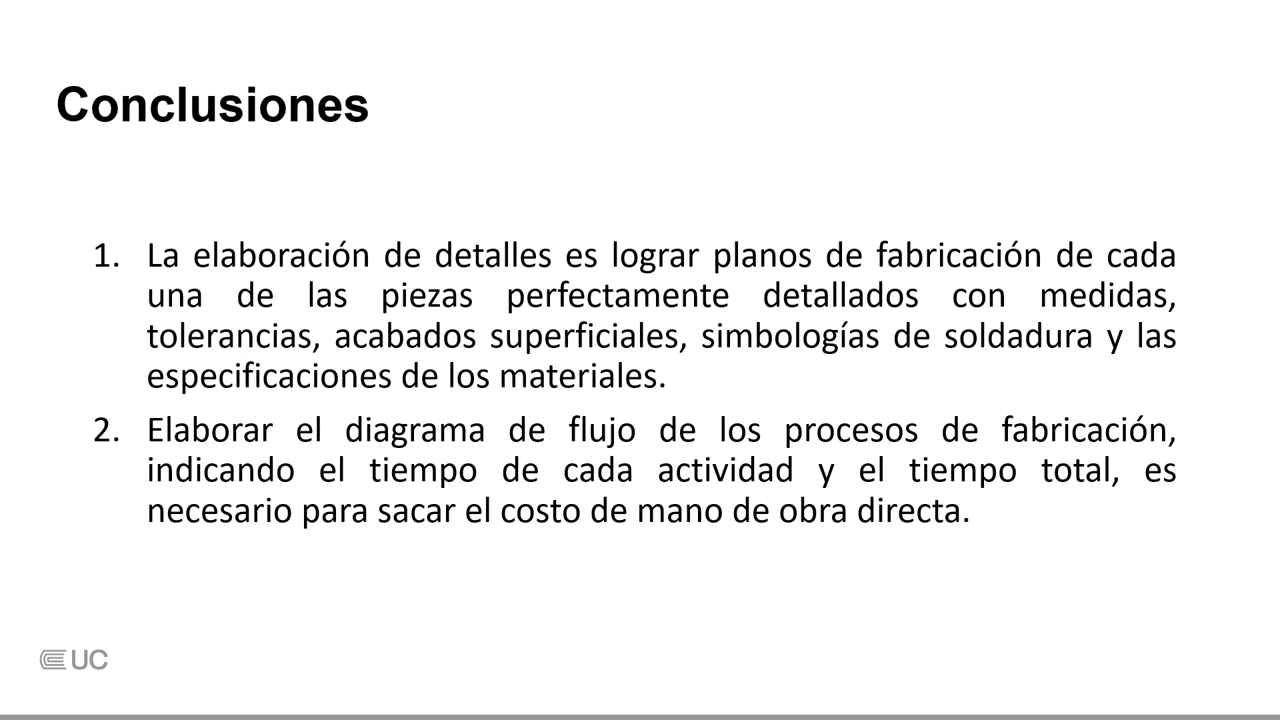 Conclusiones
1. La elaboración de detalles es lograr planos de fabricación de cada
una de las piezas perfectamente detallados con medidas,
tolerancias, acabados superficiales, simbologías de soldadura y las
especificaciones de los materiales.
2. Elaborar el diagrama de flujo de los procesos de fabricación,
indicando el tiempo de cada actividad y el tiempo total, es
necesario para sacar el costo de mano de obra directa.
UC